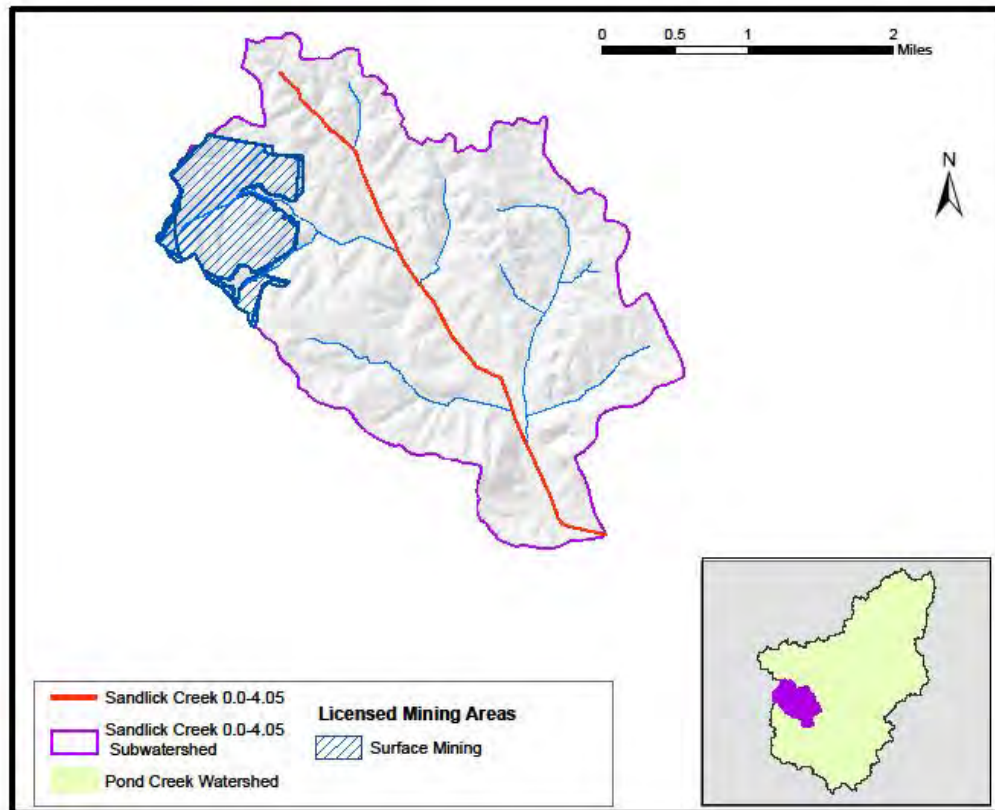 0 0.5 1 2
Miles
N
Sandlick Creek 0.0-4.05
Sandlick Creek 0.0-4.05
Subwatershed
Pond Creek Watershed
Licensed Mining Areas
Surface Mining